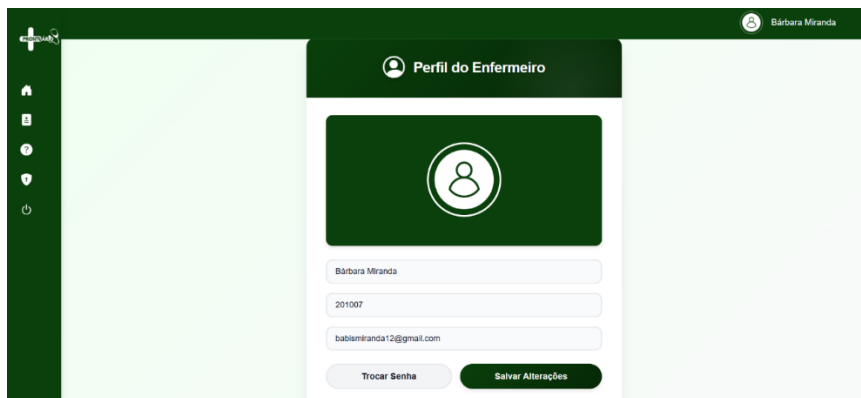 Bárbara Miranda
Perfil do Enfermeiro
Bárbara Miranda
201007
babismiranda12@gmail.com
Trocar Senha
Salvar Alterações